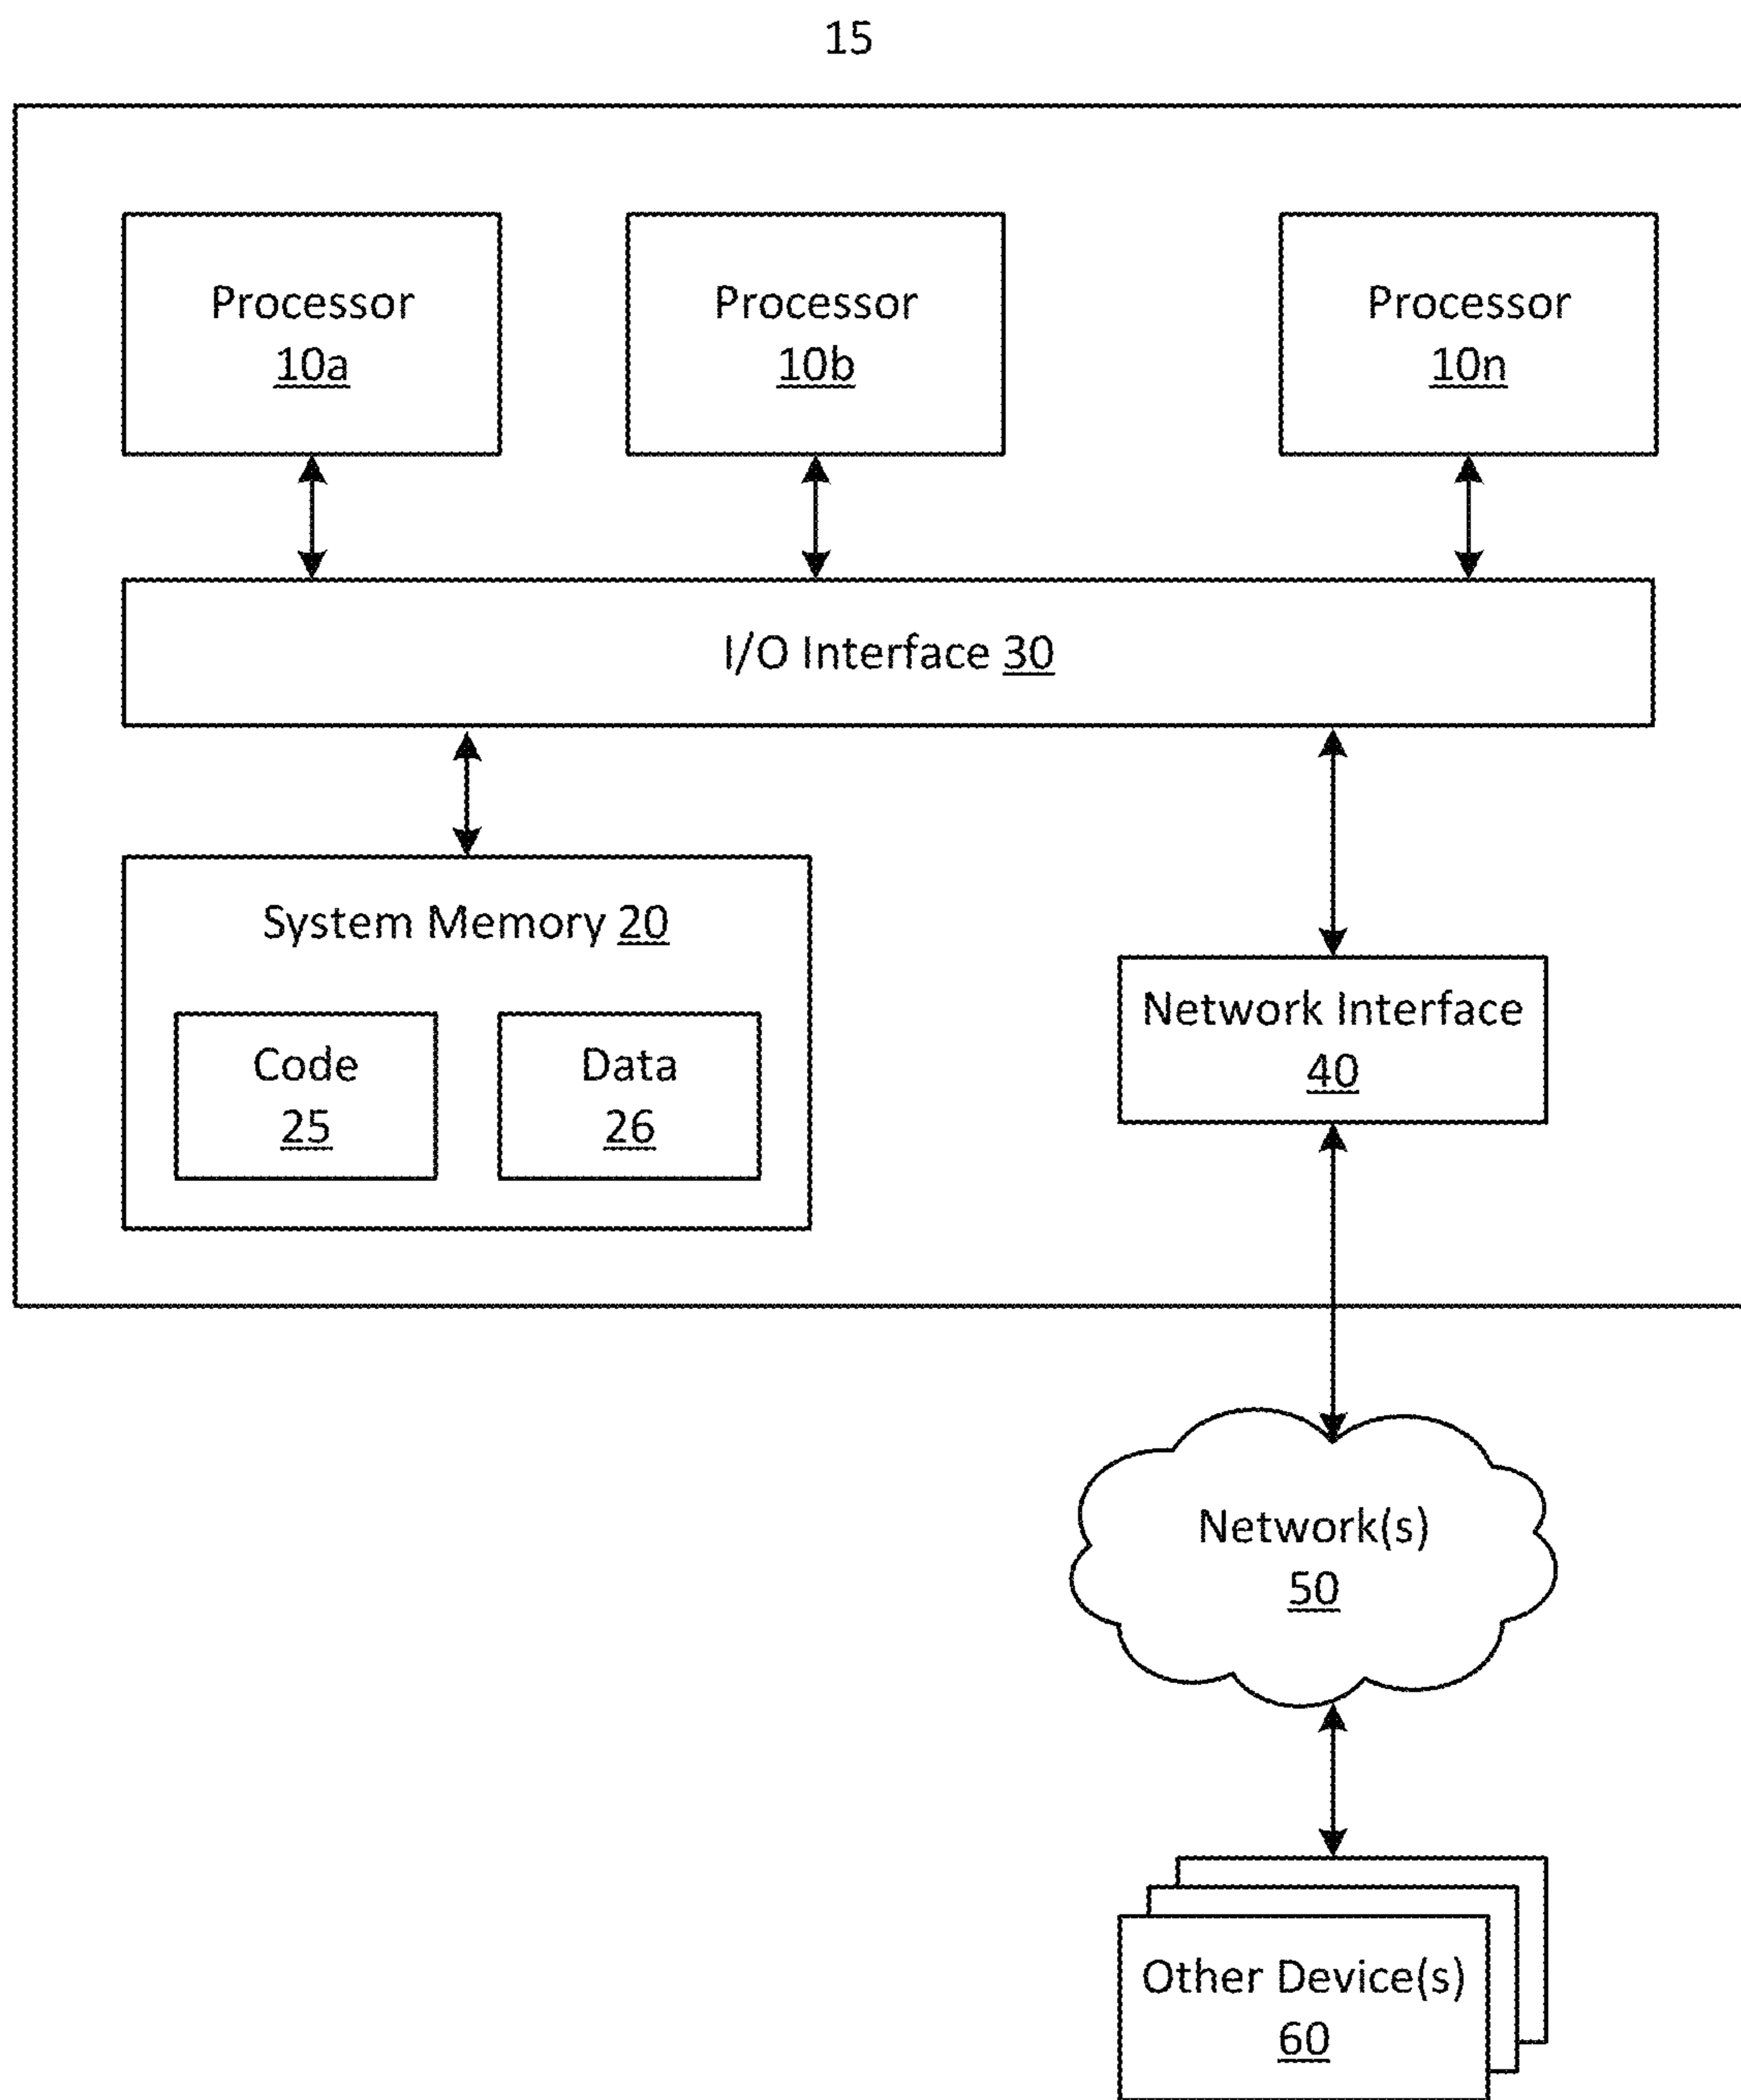 15
Processor
10a
Processor
10b
Processor
10n
I/O Interface 30
System Memory 20
Code
25
Data
26
Network Interface
40
Network(s)
50
Other Device(s)
60